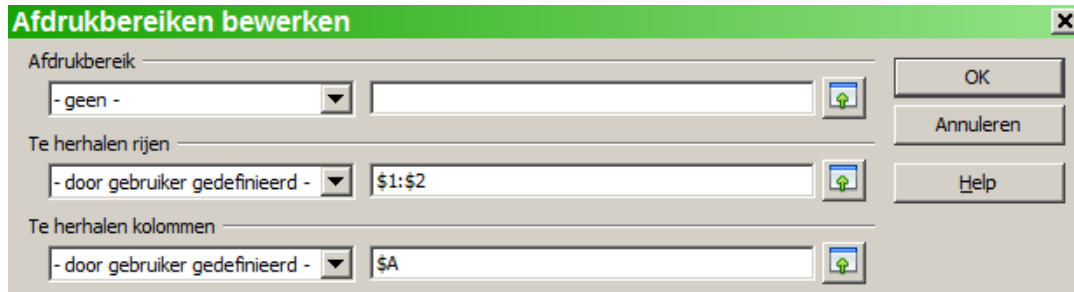 Afdrukbereiken bewerken
Afdrukbereik
- geen -
OK
Annuleren
Te herhalen rijen
- door gebruiker gedefinieerd - $1:$2
Help
Te herhalen kolommen
- door gebruiker gedefinieerd - $A